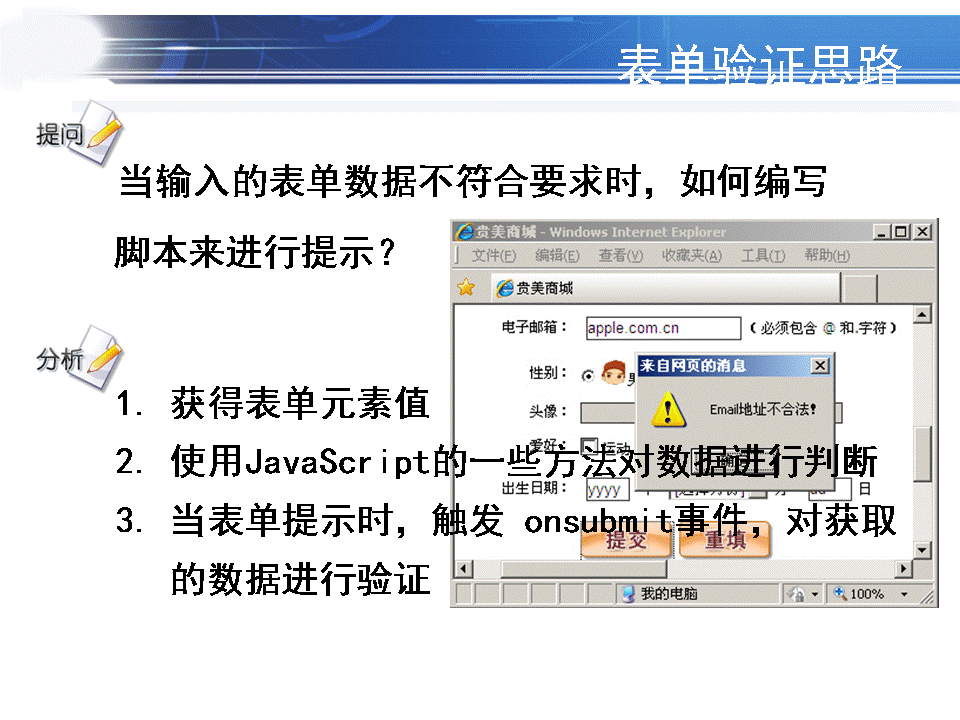 表单验证思路
提问
当输入的表单数据不符合要求时，如何编写
脚本来进行提示？
贵美商城 - Windows Internet Explorer
文件(F) 编辑(E) 查看(V) 收藏夹(A) 工具(T) 帮助(H)
贵美商城
电子邮箱： apple.com.cn （必须包含 @ 和.字符）
分析
性别：
来自网页的消息
Email地址不合法!
头像：
1. 获得表单元素值
爱好： 运动
2. 使用JavaScript的一些方法对数据进行判断
出生日期： yyyy 日
3. 当表单提示时，触发 onsubmit事件，对获取
的数据进行验证
提交 重填
我的电脑 100%